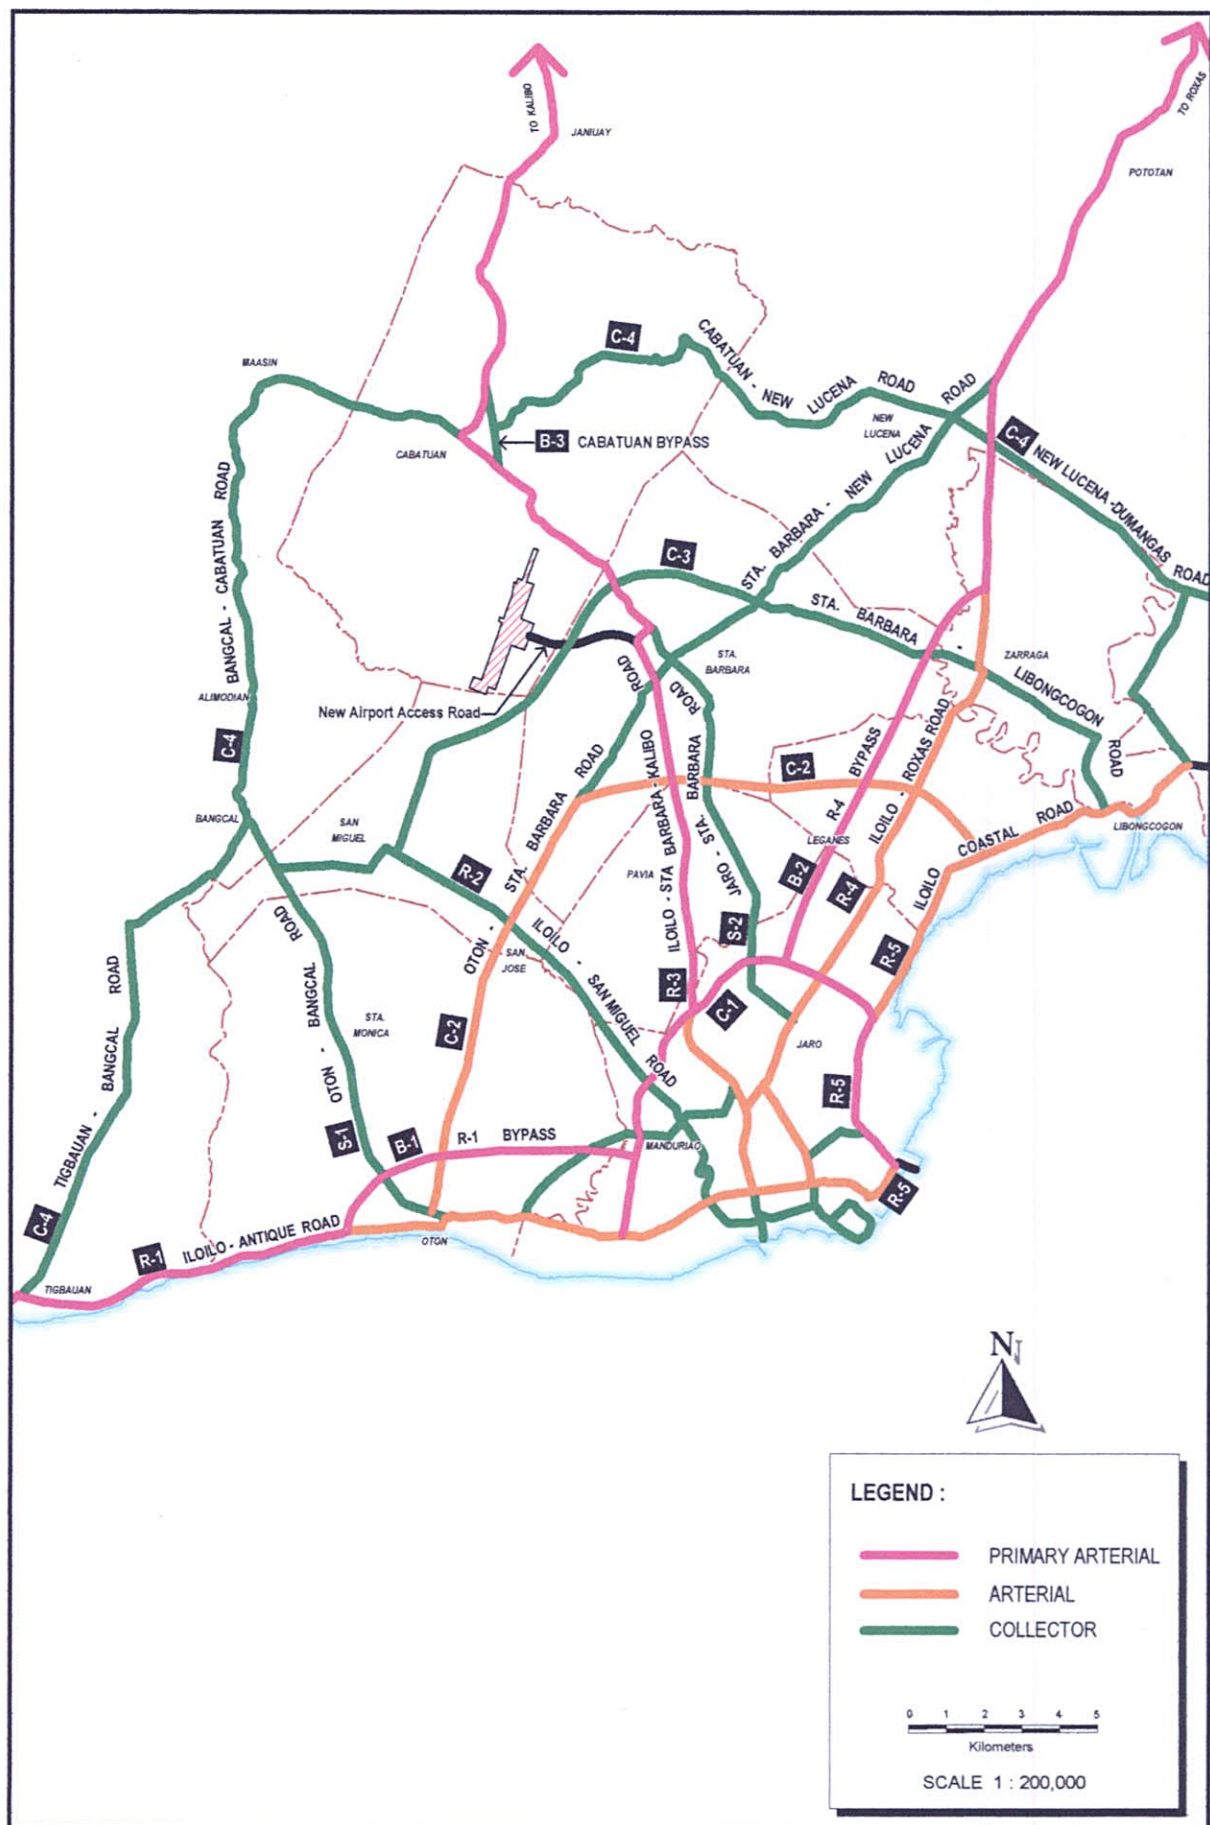 TO KALIBO
JANIUAY
TO ROXAS
POTOTAN
C-4
CABATUAN - NEW LUCENA ROAD
MAASIN
NEW
LUCENA
B-3 CABATUAN BYPASS
CABATUAN
C-4
NEW LUCENA -DUMANGAS ROAD
BANGCAL - CABATUAN ROAD
STA. BARBARA - NEW LUCENA ROAD
C-3
STA. BARBARA LIBONGCOGON ROAD
ZARRAGA
STA.
BARBARA
ALIMODIAN
New Airport Access Road
C-4
C-2
R-4 BYPASS
ILOILO - ROXAS ROAD
BANGCAL
SAN
MIGUEL
OTON - STA. BARBARA ROAD
ILOILO - STA BARBARA-KALIBO ROAD
JARO - STA. BARBARA ROAD
LEGANES
LIBONGCOGON
ILOILO COASTAL ROAD
R-2
PAVIA
B-2
R-4
S-2
R-5
ILOILO - SAN MIGUEL ROAD
SAN
JOSE
OTON - BANGCAL ROAD
TIGBAUAN - BANGCAL ROAD
STA.
MONICA
C-2
R-3
C-1
JARO
R-5
S-1
B-1
R-1 BYPASS
MANDURIAO
R-5
C-4
R-1
ILOILO - ANTIQUE ROAD
OTON
TIGBAUAN
N
LEGEND :
PRIMARY ARTERIAL
ARTERIAL
COLLECTOR
0 1 2 3 4 5
Kilometers
SCALE 1 : 200,000